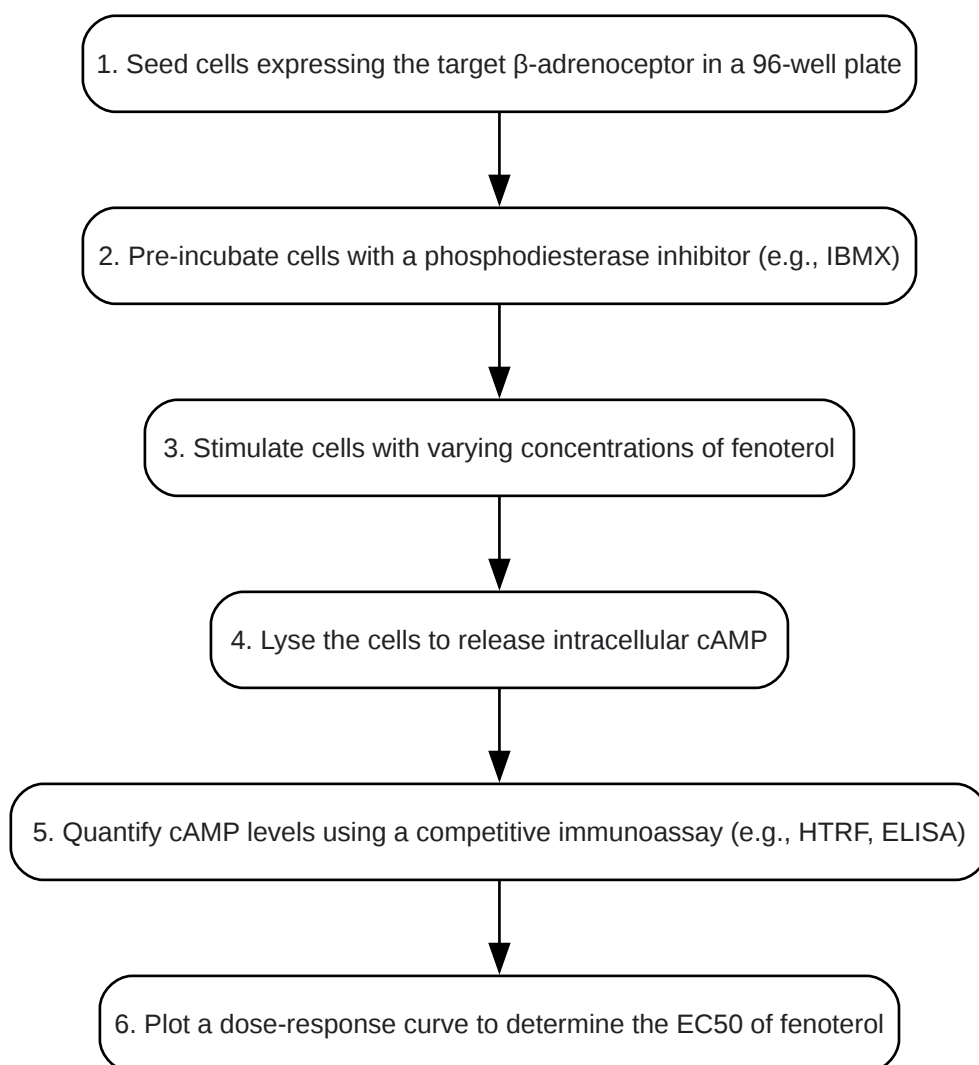 1. Seed cells expressing the target β-adrenoceptor in a 96-well plate
2. Pre-incubate cells with a phosphodiesterase inhibitor (e.g., IBMX)
3. Stimulate cells with varying concentrations of fenoterol
4. Lyse the cells to release intracellular cAMP
5. Quantify cAMP levels using a competitive immunoassay (e.g., HTRF, ELISA)
6. Plot a dose-response curve to determine the EC50 of fenoterol